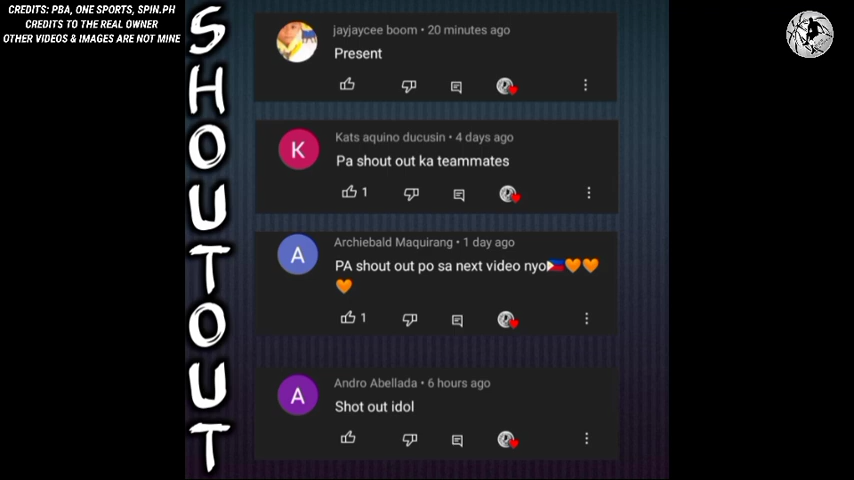 CREDITS: PBA, ONE SPORTS, SPIN.PH
CREDITS TO THE REAL OWNER
OTHER VIDEOS & IMAGES ARE NOT MINE
SHOUTOUT
jayjaycee boom • 20 minutes ago
Present
K
Kats aquino ducusin • 4 days ago
Pa shout out ka teammates
1
A
Archiebald Maquirang • 1 day ago
PA shout out po sa next video nyo🇵🇭🧡🧡
🧡
1
A
Andro Abellada • 6 hours ago
Shot out idol